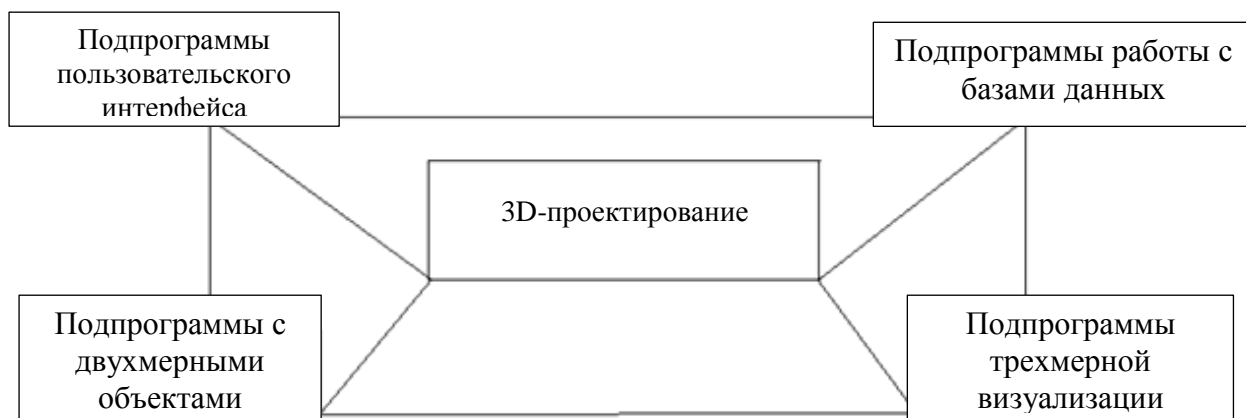 Подпрограммы
пользовательского
интерфейса
Подпрограммы работы с
базами данных
3D-проектирование
Подпрограммы с
двухмерными
объектами
Подпрограммы
трехмерной
визуализации